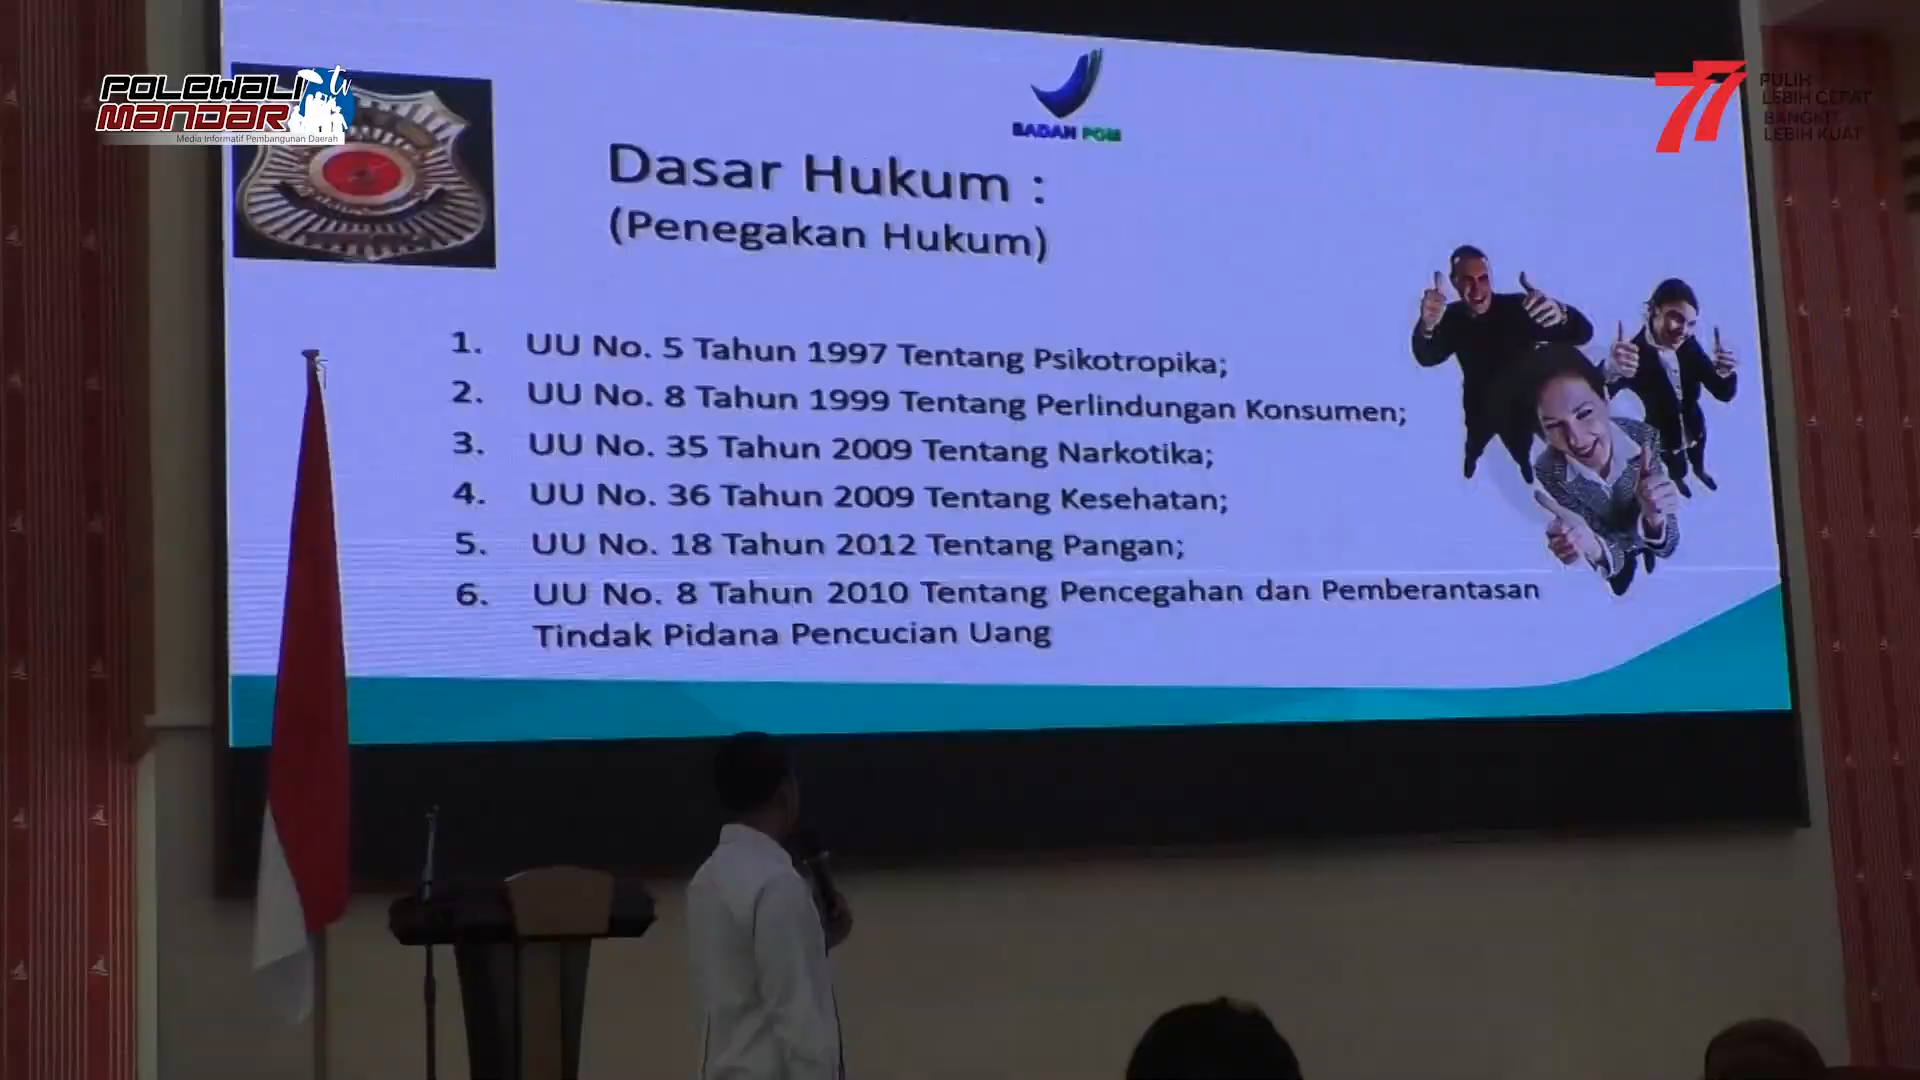 POLEWALI tv
MANDAR
Media Informatif Pembangunan Daerah
BADAN POM
77
PULIH
LEBIH CEPAT
BANGKIT
LEBIH KUAT
Dasar Hukum :
(Penegakan Hukum)
1. UU No. 5 Tahun 1997 Tentang Psikotropika;
2. UU No. 8 Tahun 1999 Tentang Perlindungan Konsumen;
3. UU No. 35 Tahun 2009 Tentang Narkotika;
4. UU No. 36 Tahun 2009 Tentang Kesehatan;
5. UU No. 18 Tahun 2012 Tentang Pangan;
6. UU No. 8 Tahun 2010 Tentang Pencegahan dan Pemberantasan
Tindak Pidana Pencucian Uang